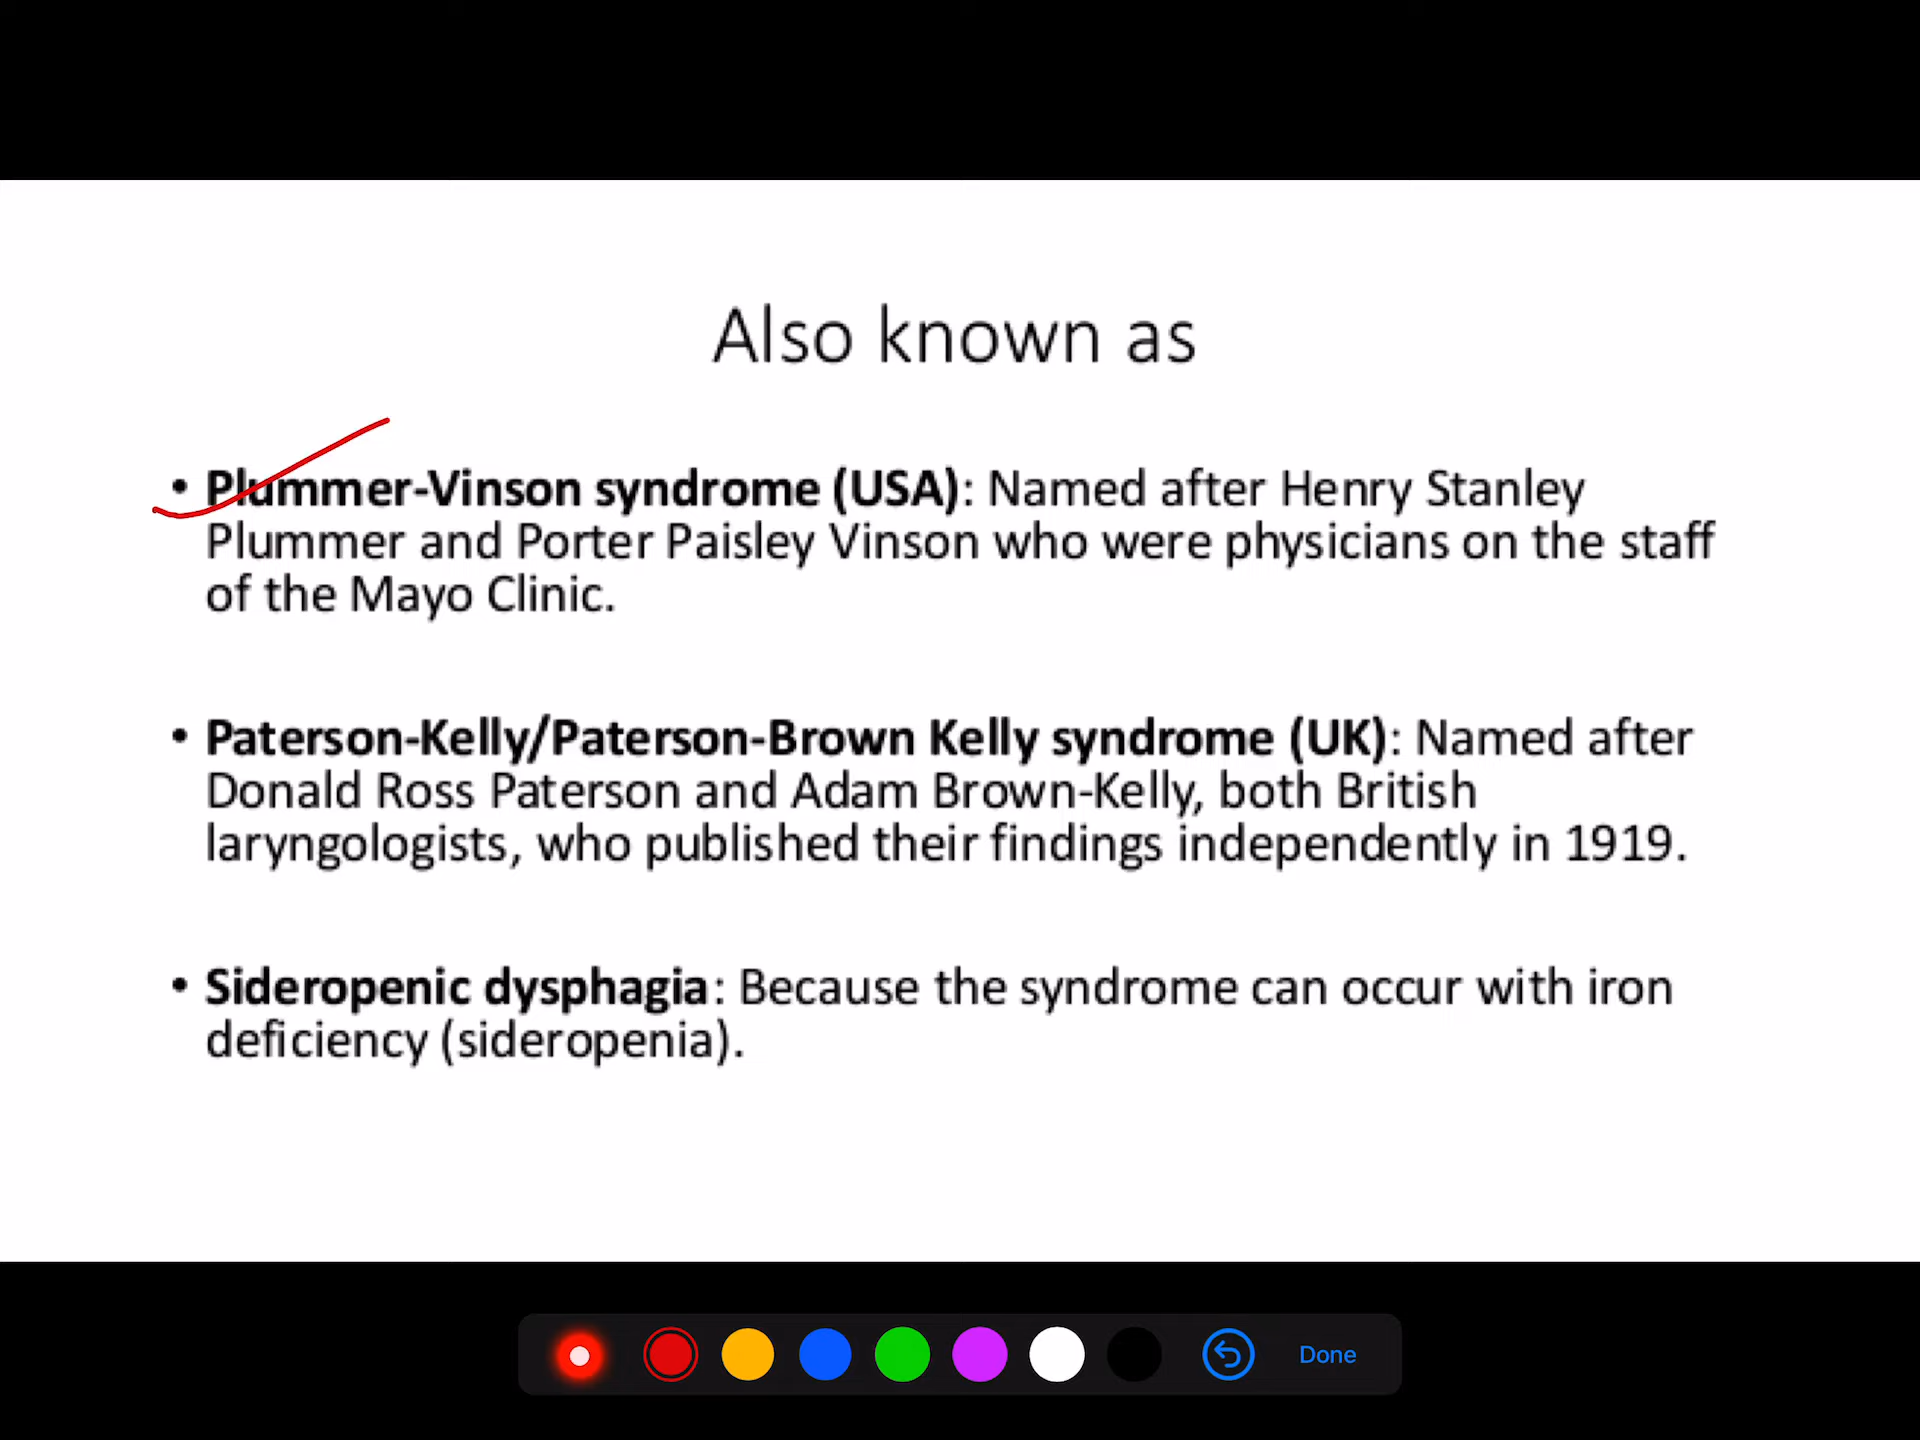 Also known as
• Plummer-Vinson syndrome (USA): Named after Henry Stanley
Plummer and Porter Paisley Vinson who were physicians on the staff
of the Mayo Clinic.
• Paterson-Kelly/Paterson-Brown Kelly syndrome (UK): Named after
Donald Ross Paterson and Adam Brown-Kelly, both British
laryngologists, who published their findings independently in 1919.
• Sideropenic dysphagia: Because the syndrome can occur with iron
deficiency (sideropenia).
Done